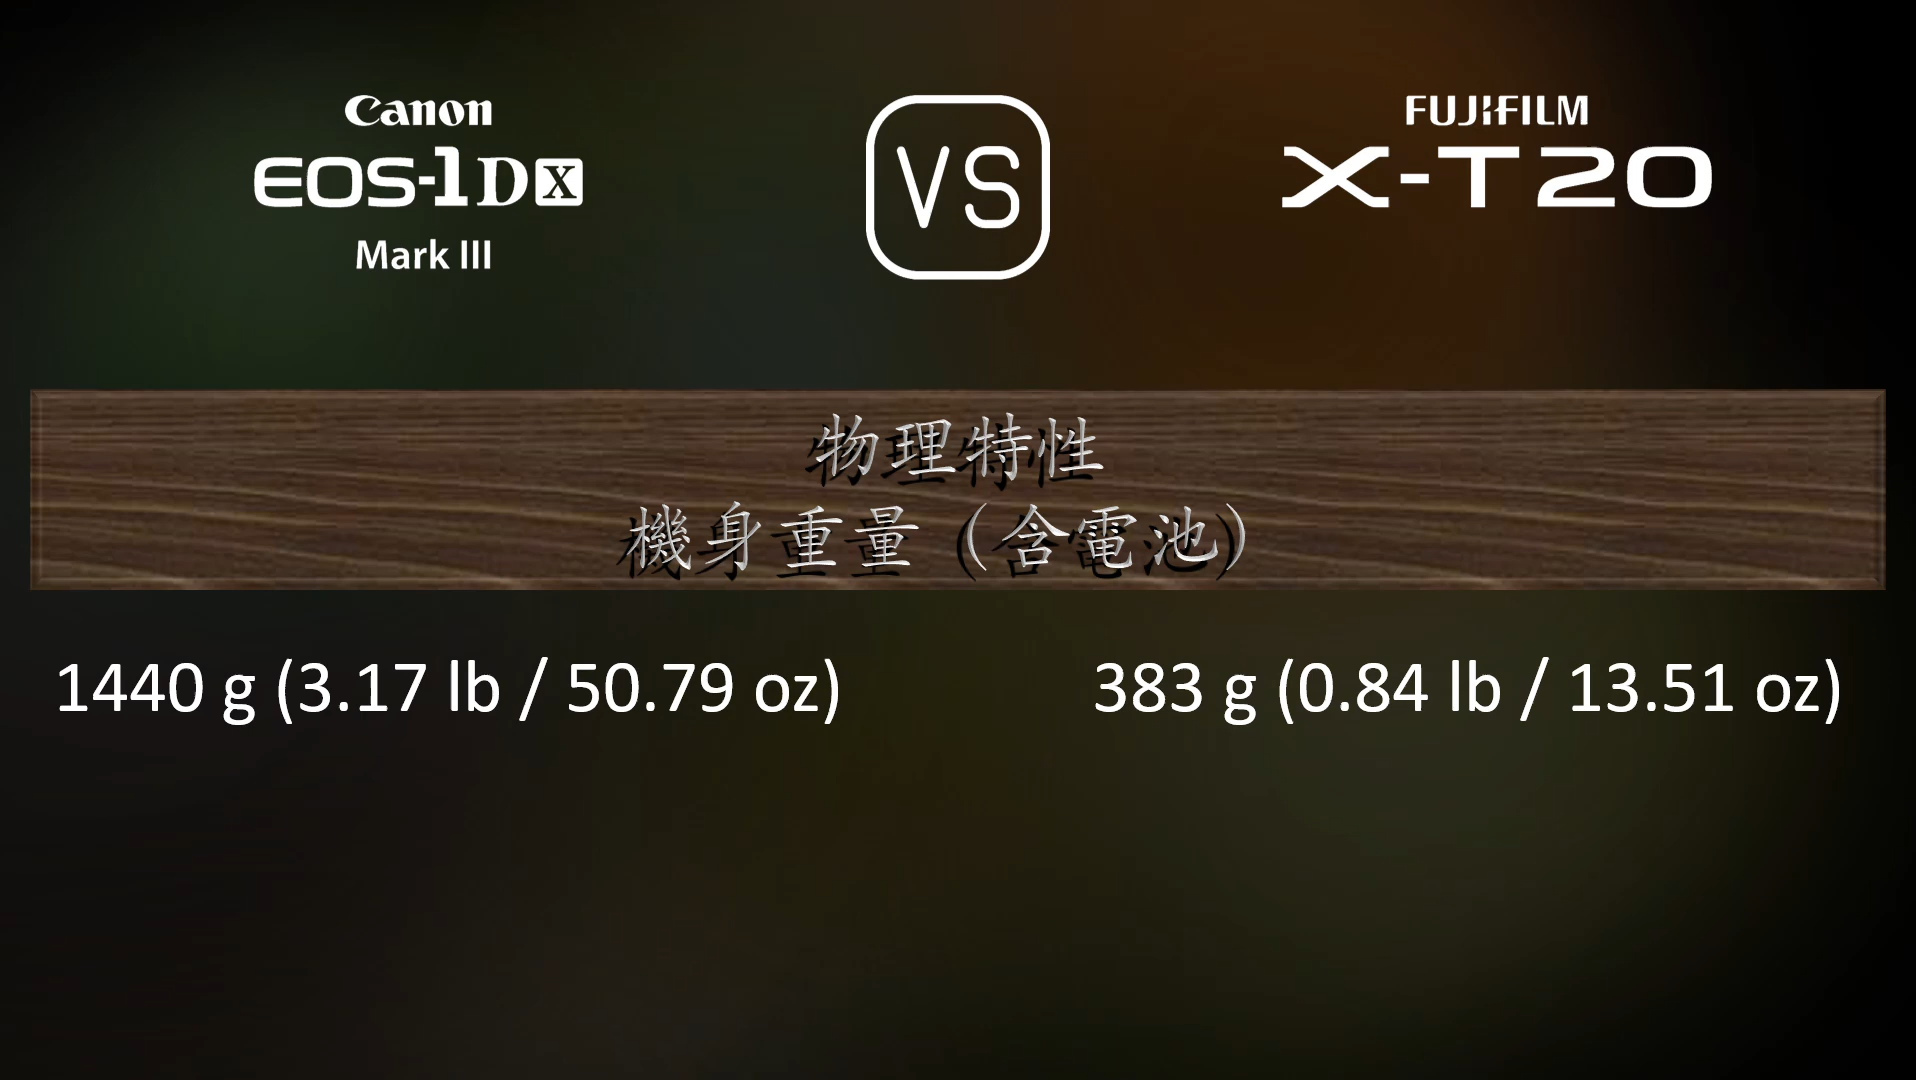 Canon
EOS-1DX
Mark III
VS
FUJIFILM
X-T20
物理特性
機身重量 (含電池)
1440 g (3.17 lb / 50.79 oz)
383 g (0.84 lb / 13.51 oz)